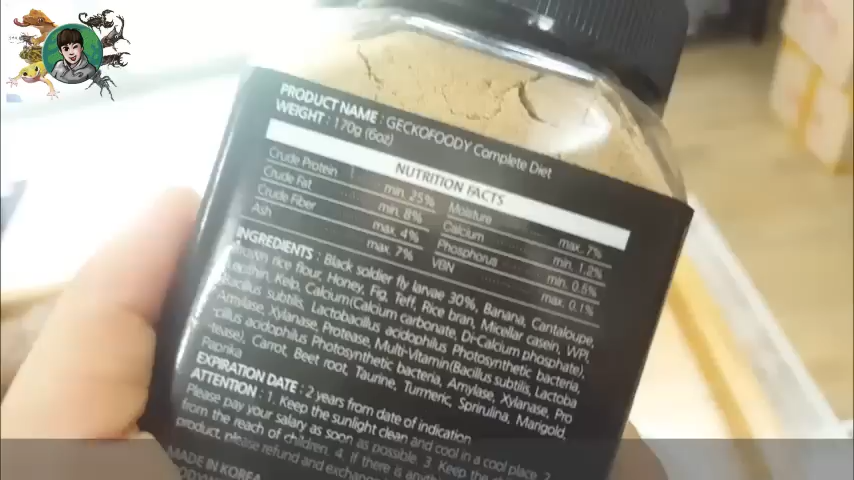 PRODUCT NAME : GECKOFOODY Complete Diet
WEIGHT : 170g (6oz)
NUTRITION FACTS
Crude Protein min. 25%
Crude Fat min. 8%
Crude Fiber max. 4%
Ash max. 7%
Moisture max. 7%
Calcium min. 1.2%
Phosphorus min. 0.5%
VBN max. 0.1%
INGREDIENTS : Black soldier fly larvae 30%, Banana, Cantaloupe,
Brown rice flour, Honey, Fig, Teff, Rice bran, Micellar casein, WPI,
Lecithin, Kelp, Calcium(Calcium carbonate, Di-Calcium phosphate),
Bacillus subtilis, Lactobacillus acidophilus Photosynthetic bacteria,
Amylase, Xylanase, Protease, Multi-Vitamin(Bacillus subtilis, Lactoba
cillus acidophilus Photosynthetic bacteria, Amylase, Xylanase, Pro
tease), Carrot, Beet root, Taurine, Turmeric, Spirulina, Marigold,
Paprika
EXPIRATION DATE : 2 years from date of indication
ATTENTION : 1. Keep the sunlight clean and cool in a cool place. 2.
Please pay your salary as soon as possible. 3. Keep the
from the reach of children. 4. If there is
product, please refund and
MADE IN KOREA